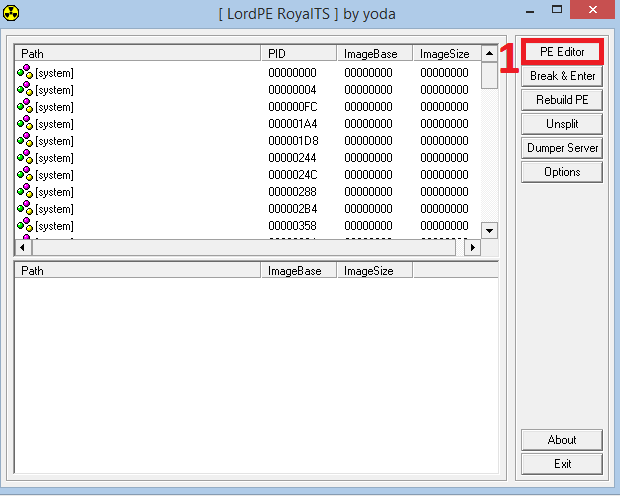 [ LordPE RoyalTS ] by yoda
Path PID ImageBase ImageSize
[system] 00000000 00000000 00000000
[system] 00000004 00000000 00000000
[system] 000000FC 00000000 00000000
[system] 000001A4 00000000 00000000
[system] 000001D8 00000000 00000000
[system] 00000244 00000000 00000000
[system] 0000024C 00000000 00000000
[system] 00000288 00000000 00000000
[system] 000002B4 00000000 00000000
[system] 00000358 00000000 00000000
Path ImageBase ImageSize
1
PE Editor
Break & Enter
Rebuild PE
Unsplit
Dumper Server
Options
About
Exit